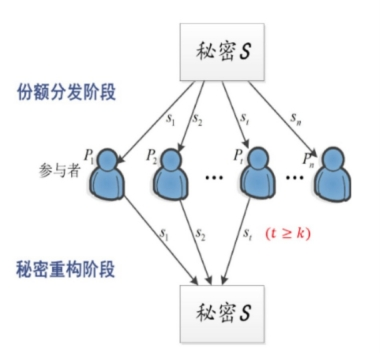 秘密S
份额分发阶段
s1 s2 st sn
参与者 P1 P2 ... Pt ... Pn
s1 s2 st (t ≥ k)
秘密重构阶段
秘密S